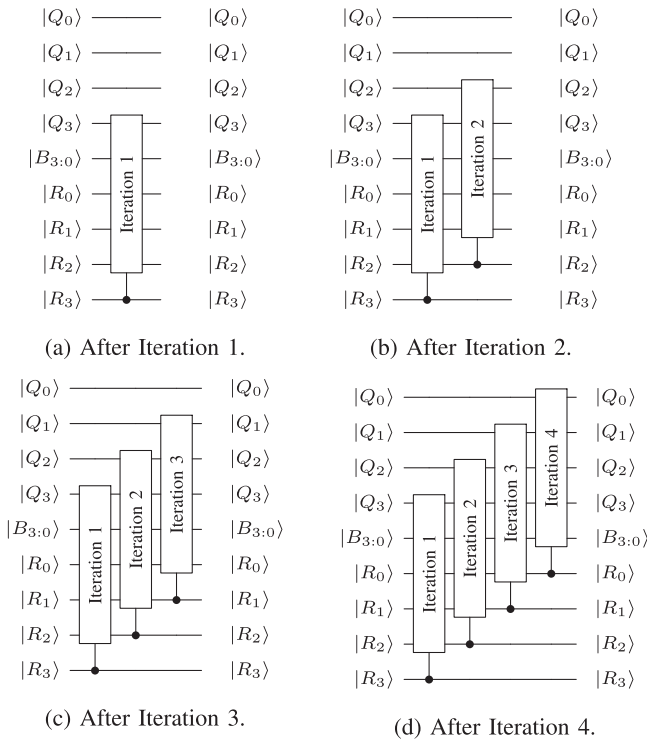 |Q₀⟩ |Q₀⟩
|Q₁⟩ |Q₁⟩
|Q₂⟩ |Q₂⟩
|Q₃⟩ |Q₃⟩
|B₃:₀⟩ |B₃:₀⟩
|R₀⟩ |R₀⟩
|R₁⟩ |R₁⟩
|R₂⟩ |R₂⟩
|R₃⟩ |R₃⟩
Iteration 1
(a) After Iteration 1.
|Q₀⟩ |Q₀⟩
|Q₁⟩ |Q₁⟩
|Q₂⟩ |Q₂⟩
|Q₃⟩ |Q₃⟩
|B₃:₀⟩ |B₃:₀⟩
|R₀⟩ |R₀⟩
|R₁⟩ |R₁⟩
|R₂⟩ |R₂⟩
|R₃⟩ |R₃⟩
Iteration 1
Iteration 2
(b) After Iteration 2.
|Q₀⟩ |Q₀⟩
|Q₁⟩ |Q₁⟩
|Q₂⟩ |Q₂⟩
|Q₃⟩ |Q₃⟩
|B₃:₀⟩ |B₃:₀⟩
|R₀⟩ |R₀⟩
|R₁⟩ |R₁⟩
|R₂⟩ |R₂⟩
|R₃⟩ |R₃⟩
Iteration 1
Iteration 2
Iteration 3
(c) After Iteration 3.
|Q₀⟩ |Q₀⟩
|Q₁⟩ |Q₁⟩
|Q₂⟩ |Q₂⟩
|Q₃⟩ |Q₃⟩
|B₃:₀⟩ |B₃:₀⟩
|R₀⟩ |R₀⟩
|R₁⟩ |R₁⟩
|R₂⟩ |R₂⟩
|R₃⟩ |R₃⟩
Iteration 1
Iteration 2
Iteration 3
Iteration 4
(d) After Iteration 4.